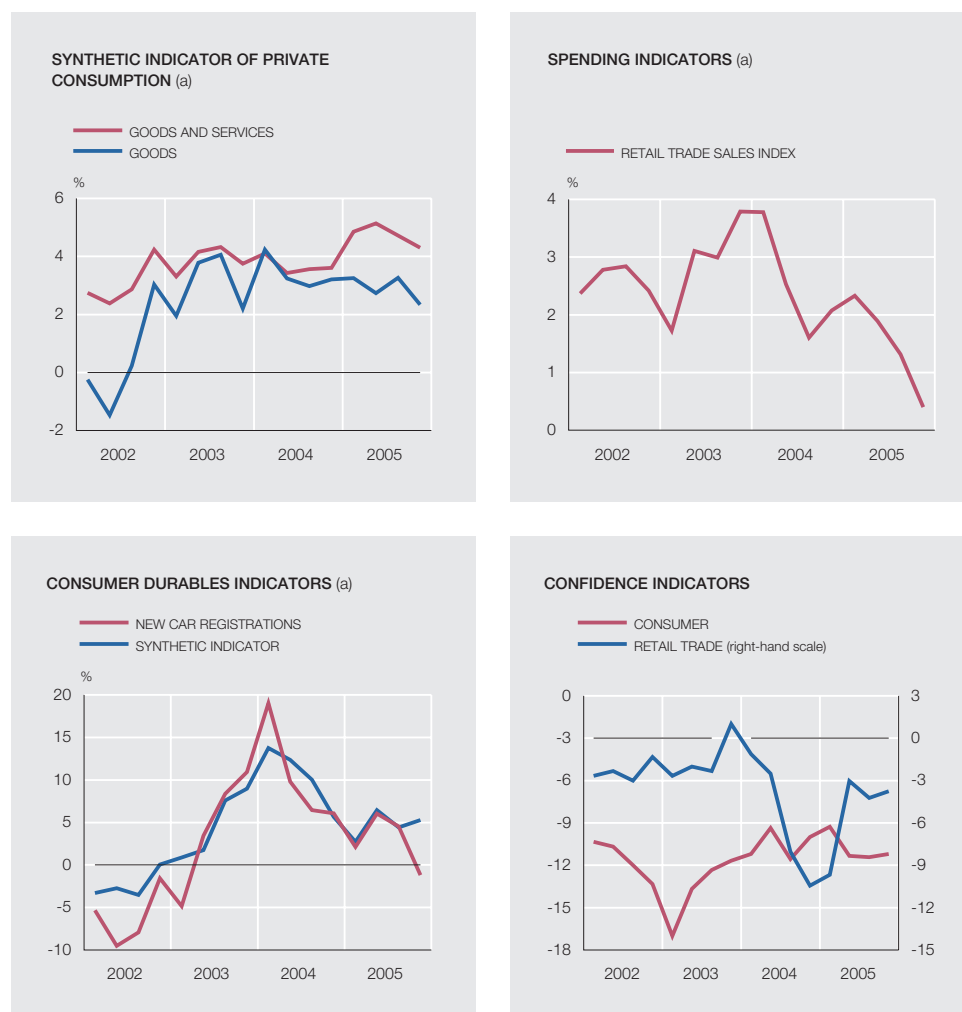 SYNTHETIC INDICATOR OF PRIVATE
CONSUMPTION (a)
GOODS AND SERVICES
GOODS
%
6
4
2
0
-2
2002 2003 2004 2005
SPENDING INDICATORS (a)
RETAIL TRADE SALES INDEX
%
4
3
2
1
0
2002 2003 2004 2005
CONSUMER DURABLES INDICATORS (a)
NEW CAR REGISTRATIONS
SYNTHETIC INDICATOR
%
20
15
10
5
0
-5
-10
2002 2003 2004 2005
CONFIDENCE INDICATORS
CONSUMER
RETAIL TRADE (right-hand scale)
0 3
-3 0
-6 -3
-9 -6
-12 -9
-15 -12
-18 -15
2002 2003 2004 2005